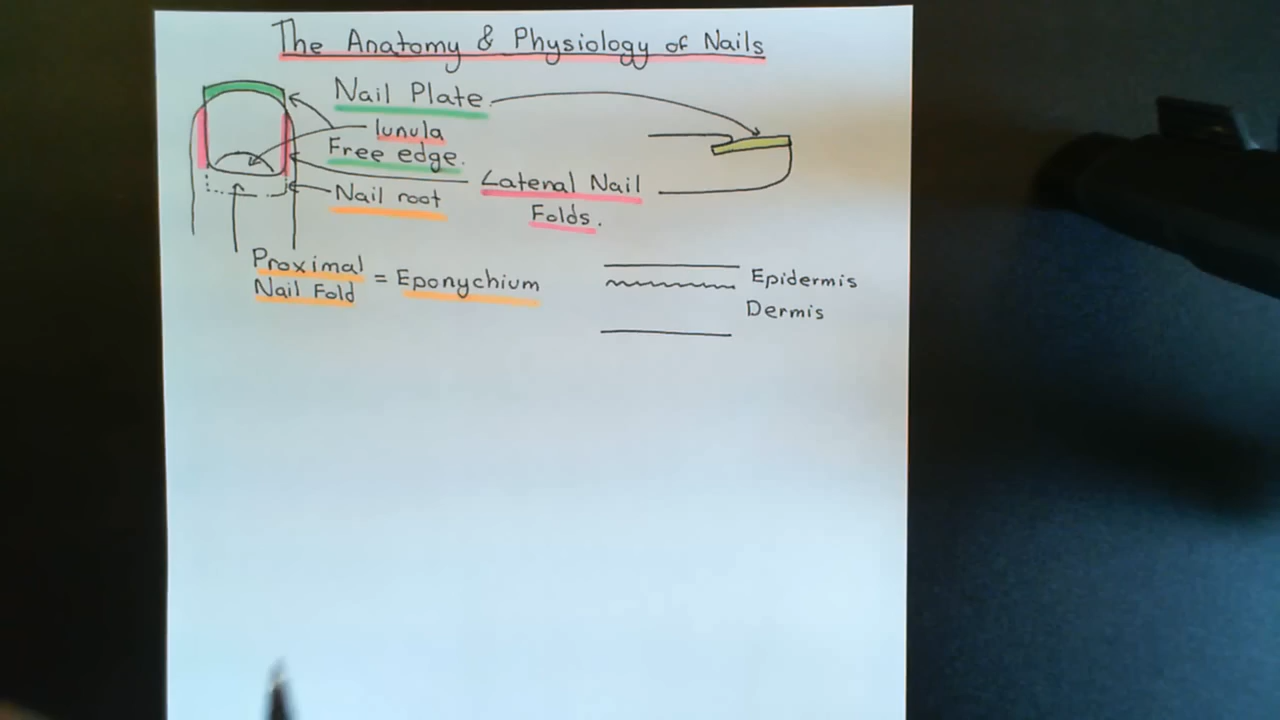 The Anatomy & Physiology of Nails
Nail Plate.
lunula
Free edge.
Lateral Nail
Folds.
Nail root
Proximal
Nail Fold
= Eponychium
Epidermis
Dermis